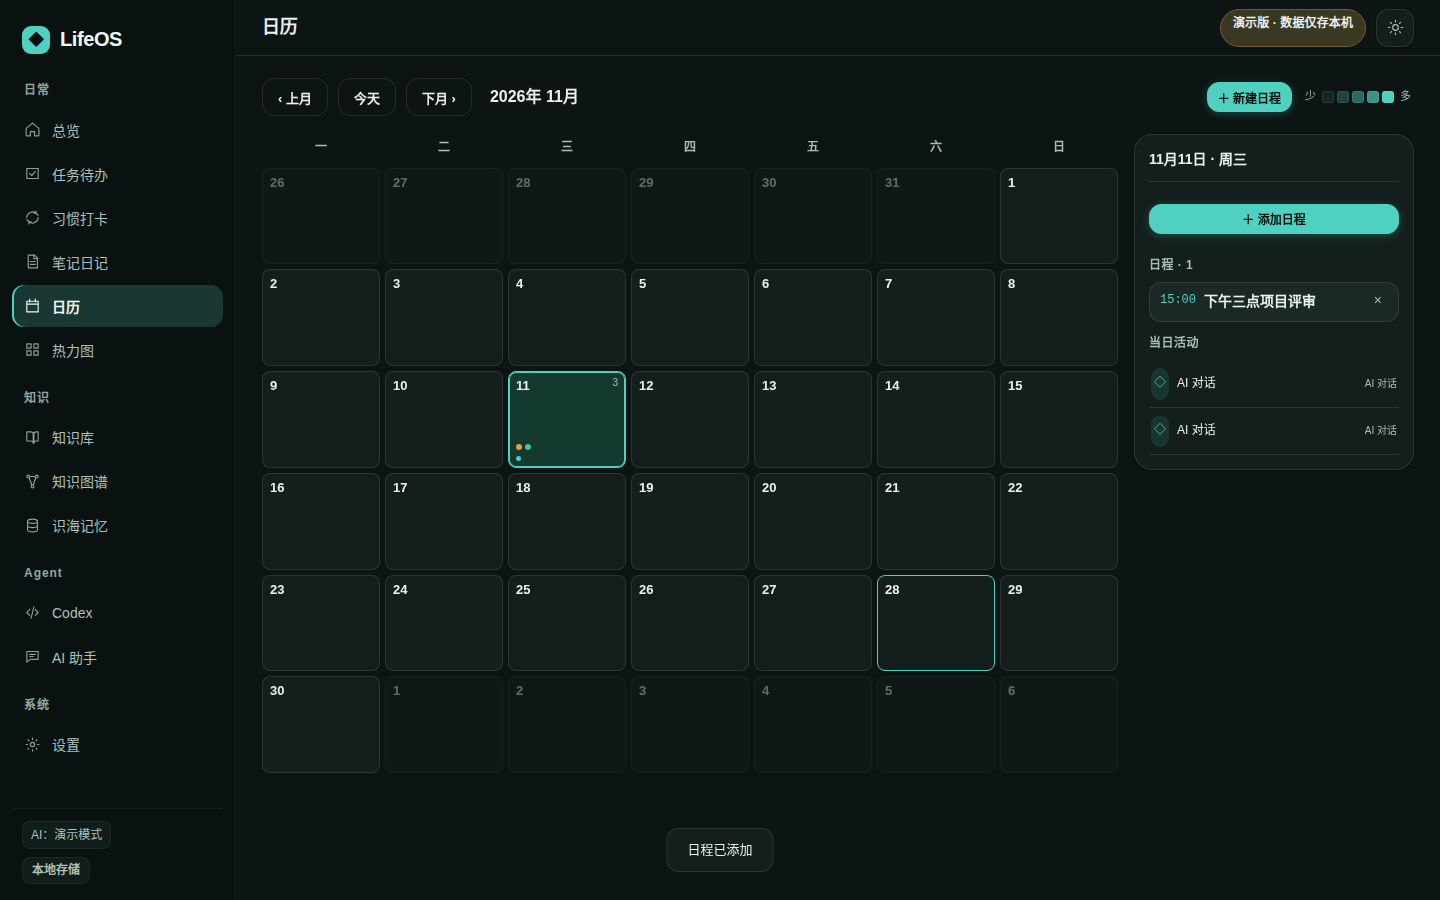 LifeOS
日常
总览
任务待办
习惯打卡
笔记日记
日历
热力图
知识
知识库
知识图谱
识海记忆
Agent
Codex
AI 助手
系统
设置
AI：演示模式
本地存储
日历
演示版 · 数据仅存本机
‹ 上月 今天 下月 › 2026年 11月
＋ 新建日程 少 多
一 二 三 四 五 六 日
26 27 28 29 30 31 1
2 3 4 5 6 7 8
9 10 11 3 12 13 14 15
16 17 18 19 20 21 22
23 24 25 26 27 28 29
30 1 2 3 4 5 6
11月11日 · 周三
＋ 添加日程
日程 · 1
15:00 下午三点项目评审 ×
当日活动
AI 对话 AI 对话
AI 对话 AI 对话
日程已添加